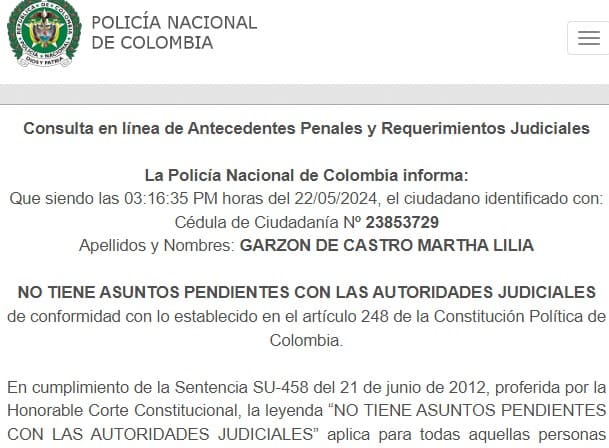 POLICÍA NACIONAL
DE COLOMBIA
Consulta en línea de Antecedentes Penales y Requerimientos Judiciales
La Policía Nacional de Colombia informa:
Que siendo las 03:16:35 PM horas del 22/05/2024, el ciudadano identificado con:
Cédula de Ciudadanía Nº 23853729
Apellidos y Nombres: GARZON DE CASTRO MARTHA LILIA
NO TIENE ASUNTOS PENDIENTES CON LAS AUTORIDADES JUDICIALES
de conformidad con lo establecido en el artículo 248 de la Constitución Política de
Colombia.
En cumplimiento de la Sentencia SU-458 del 21 de junio de 2012, proferida por la
Honorable Corte Constitucional, la leyenda “NO TIENE ASUNTOS PENDIENTES
CON LAS AUTORIDADES JUDICIALES” aplica para todas aquellas personas